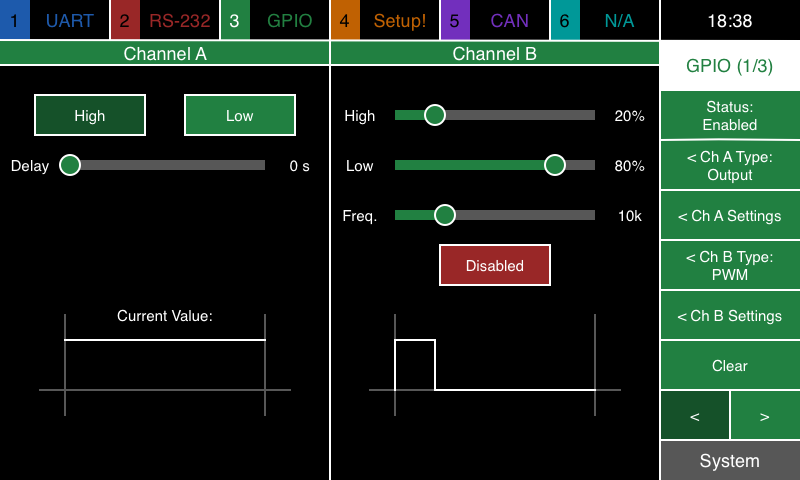 1 UART 2 RS-232 3 GPIO 4 Setup! 5 CAN 6 N/A 18:38
Channel A
High Low
Delay 0 s
Current Value:
Channel B
High 20%
Low 80%
Freq. 10k
Disabled
GPIO (1/3)
Status:
Enabled
< Ch A Type:
Output
< Ch A Settings
< Ch B Type:
PWM
< Ch B Settings
Clear
< >
System